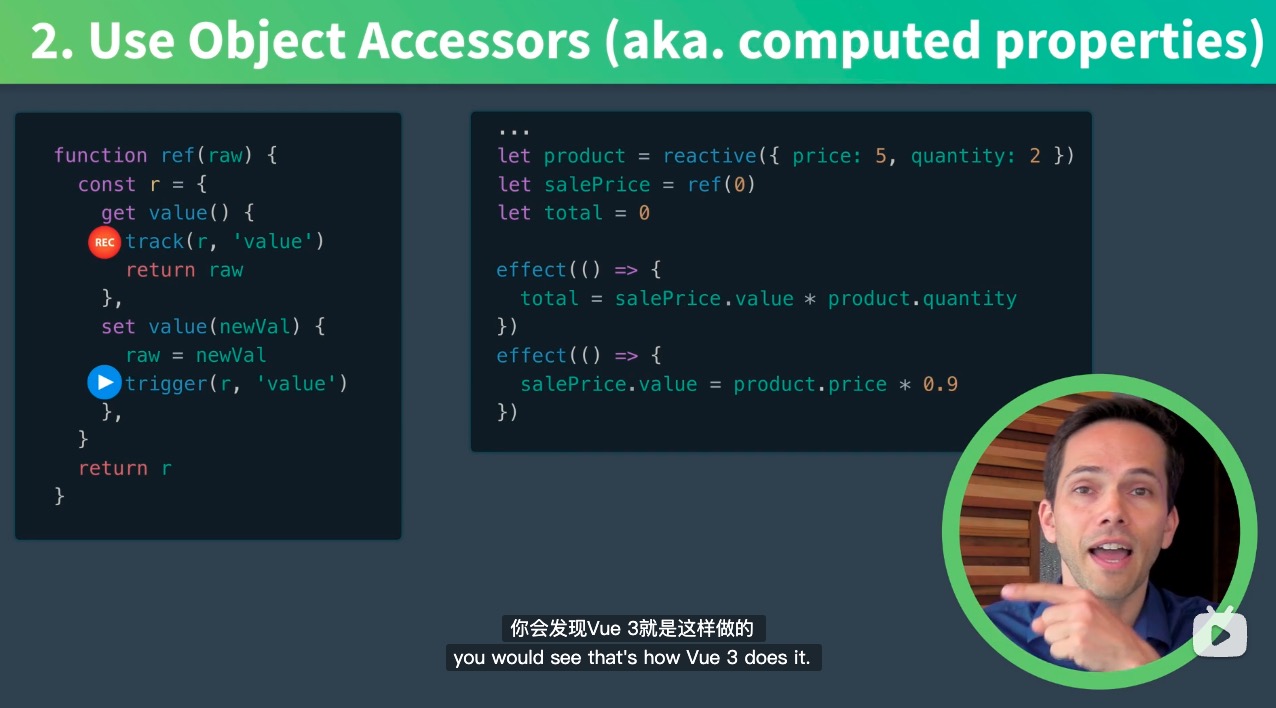 2. Use Object Accessors (aka. computed properties)
function ref(raw) {
const r = {
get value() {
REC track(r, 'value')
return raw
},
set value(newVal) {
raw = newVal
trigger(r, 'value')
},
}
return r
}
...
let product = reactive({ price: 5, quantity: 2 })
let salePrice = ref(0)
let total = 0
effect(() => {
total = salePrice.value * product.quantity
})
effect(() => {
salePrice.value = product.price * 0.9
})
你会发现Vue 3就是这样做的
you would see that's how Vue 3 does it.